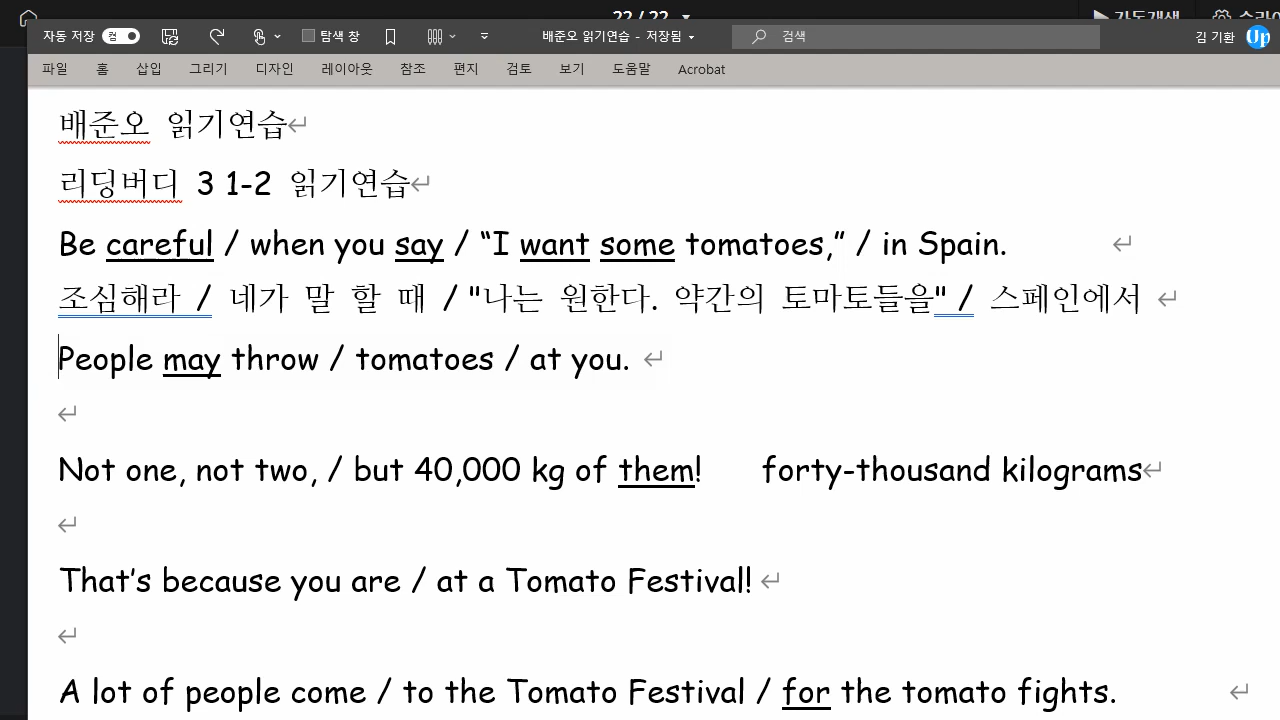 22 / 22
자동 저장 켬 탐색 창 배준오 읽기연습 - 저장됨 검색 김 기환 Up
파일 홈 삽입 그리기 디자인 레이아웃 참조 편지 검토 보기 도움말 Acrobat
배준오 읽기연습
리딩버디 3 1-2 읽기연습
Be careful / when you say / “I want some tomatoes,” / in Spain.
조심해라 / 네가 말 할 때 / "나는 원한다. 약간의 토마토들을" / 스페인에서
People may throw / tomatoes / at you.
Not one, not two, / but 40,000 kg of them! forty-thousand kilograms
That’s because you are / at a Tomato Festival!
A lot of people come / to the Tomato Festival / for the tomato fights.